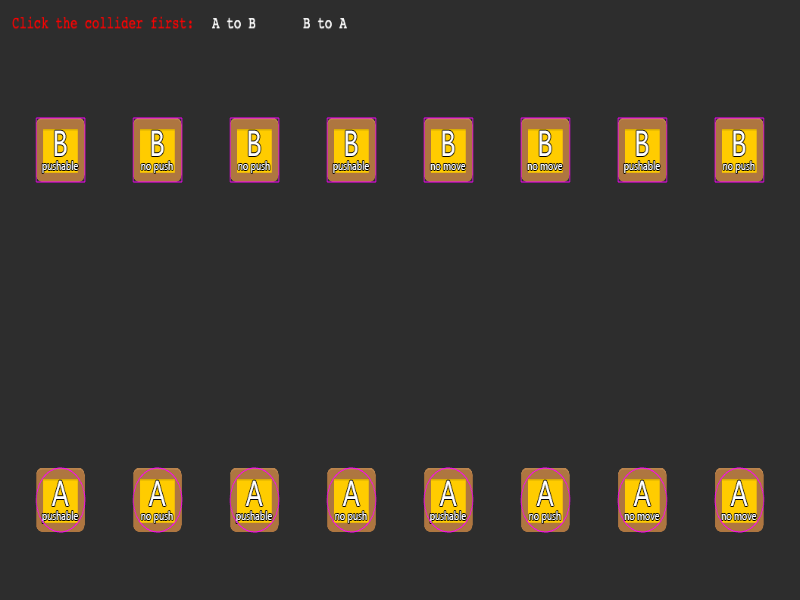 Click the collider first: A to B B to A
B B B B B B B B
pushable no push no push pushable no move no move pushable no push
A A A A A A A A
pushable no push pushable no push pushable no push no move no move